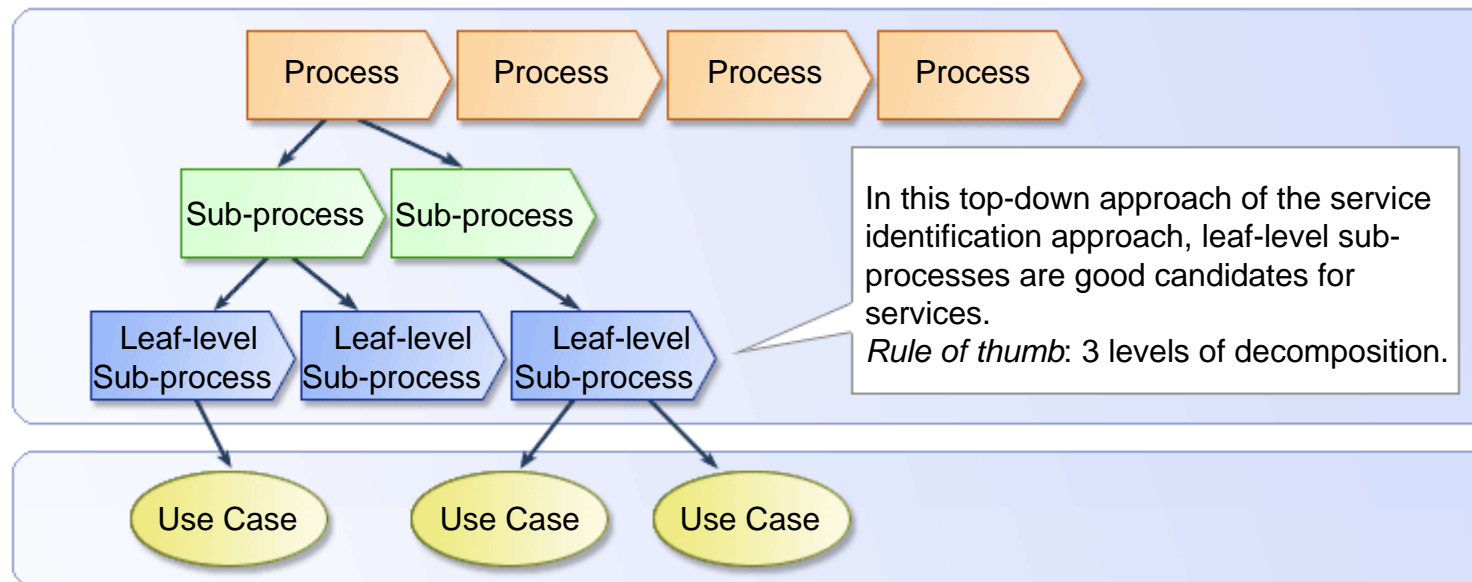 Process
Process
Process
Process
Sub-process
Sub-process
In this top-down approach of the service
identification approach, leaf-level sub-
processes are good candidates for
services.
Rule of thumb: 3 levels of decomposition.
Leaf-level
Sub-process
Leaf-level
Sub-process
Leaf-level
Sub-process
Use Case
Use Case
Use Case